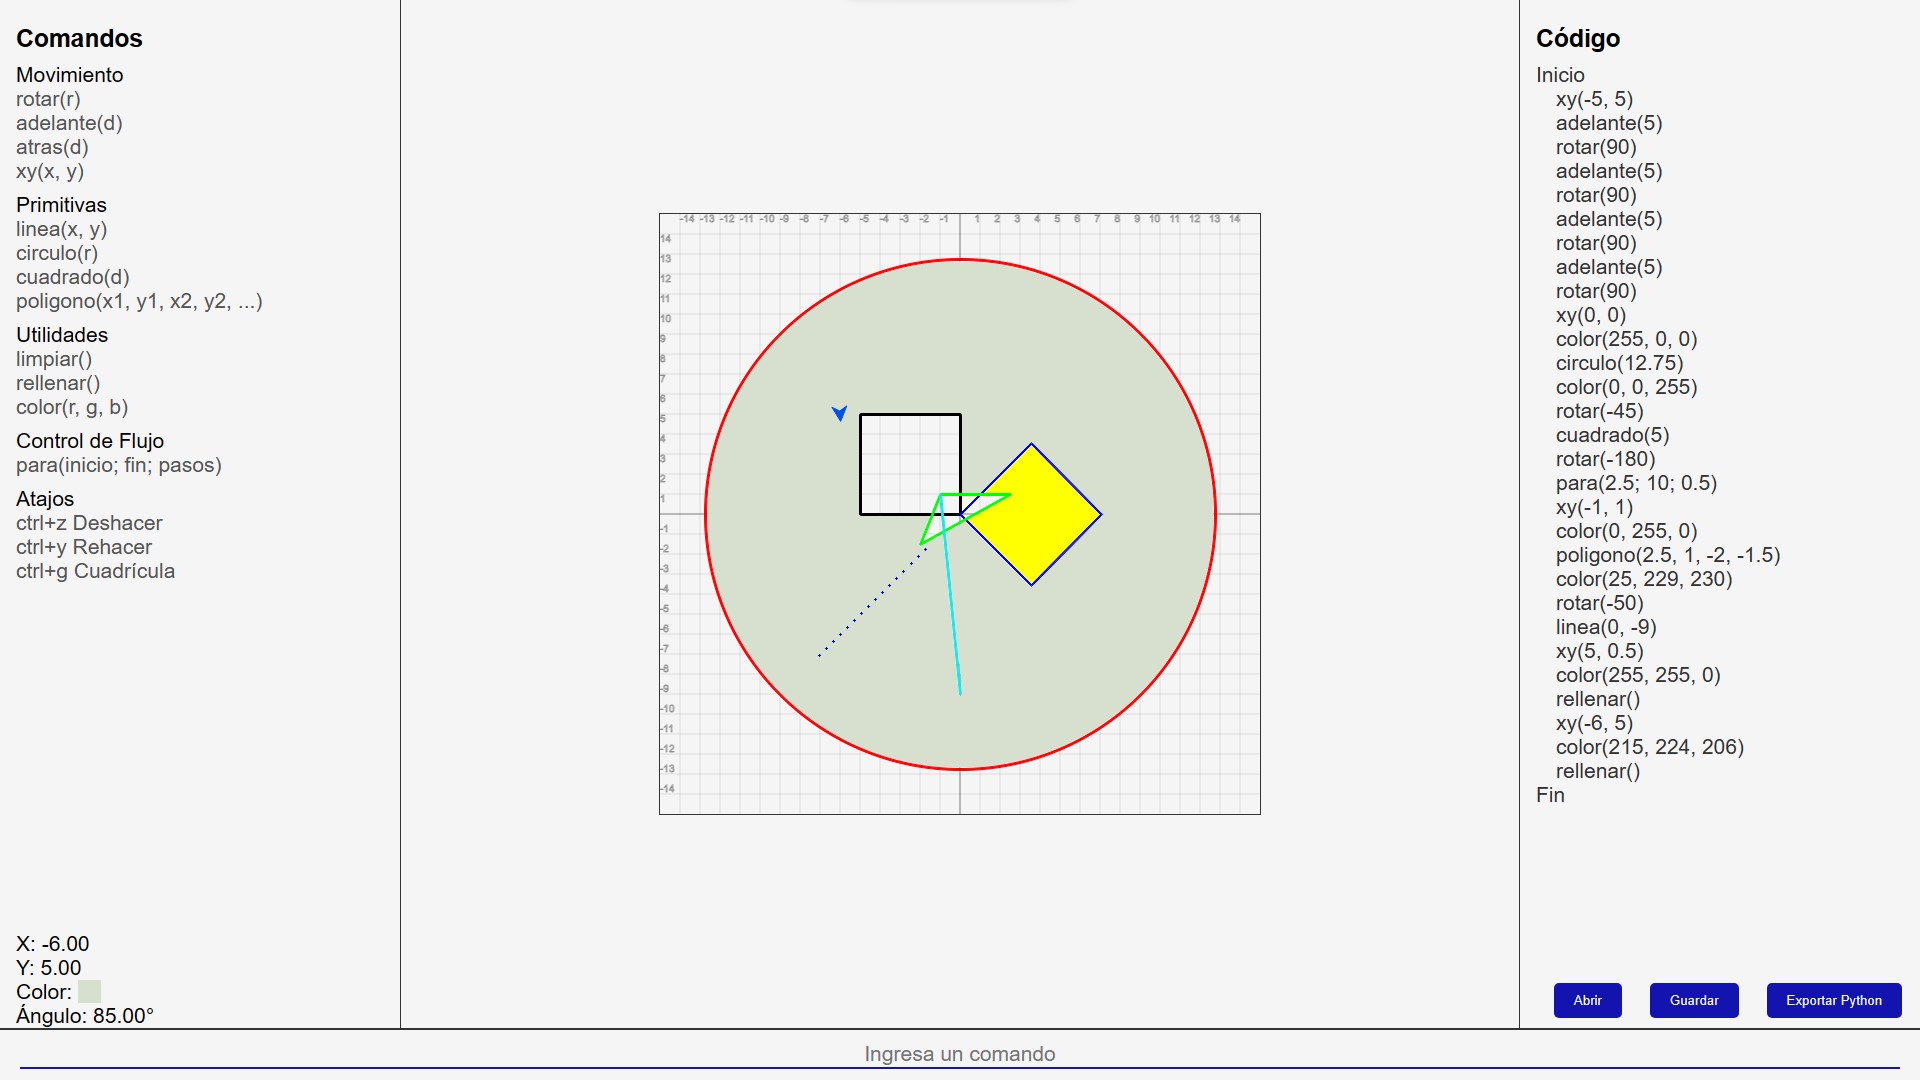 Comandos
Movimiento
rotar(r)
adelante(d)
atras(d)
xy(x, y)
Primitivas
linea(x, y)
circulo(r)
cuadrado(d)
poligono(x1, y1, x2, y2, ...)
Utilidades
limpiar()
rellenar()
color(r, g, b)
Control de Flujo
para(inicio; fin; pasos)
Atajos
ctrl+z Deshacer
ctrl+y Rehacer
ctrl+g Cuadrícula
X: -6.00
Y: 5.00
Color:
Ángulo: 85.00°
-14 -13 -12 -11 -10 -9 -8 -7 -6 -5 -4 -3 -2 -1 1 2 3 4 5 6 7 8 9 10 11 12 13 14
14
13
12
11
10
9
8
7
6
5
4
3
2
1
-1
-2
-3
-4
-5
-6
-7
-8
-9
-10
-11
-12
-13
-14
Código
Inicio
xy(-5, 5)
adelante(5)
rotar(90)
adelante(5)
rotar(90)
adelante(5)
rotar(90)
adelante(5)
rotar(90)
xy(0, 0)
color(255, 0, 0)
circulo(12.75)
color(0, 0, 255)
rotar(-45)
cuadrado(5)
rotar(-180)
para(2.5; 10; 0.5)
xy(-1, 1)
color(0, 255, 0)
poligono(2.5, 1, -2, -1.5)
color(25, 229, 230)
rotar(-50)
linea(0, -9)
xy(5, 0.5)
color(255, 255, 0)
rellenar()
xy(-6, 5)
color(215, 224, 206)
rellenar()
Fin
Abrir
Guardar
Exportar Python
Ingresa un comando